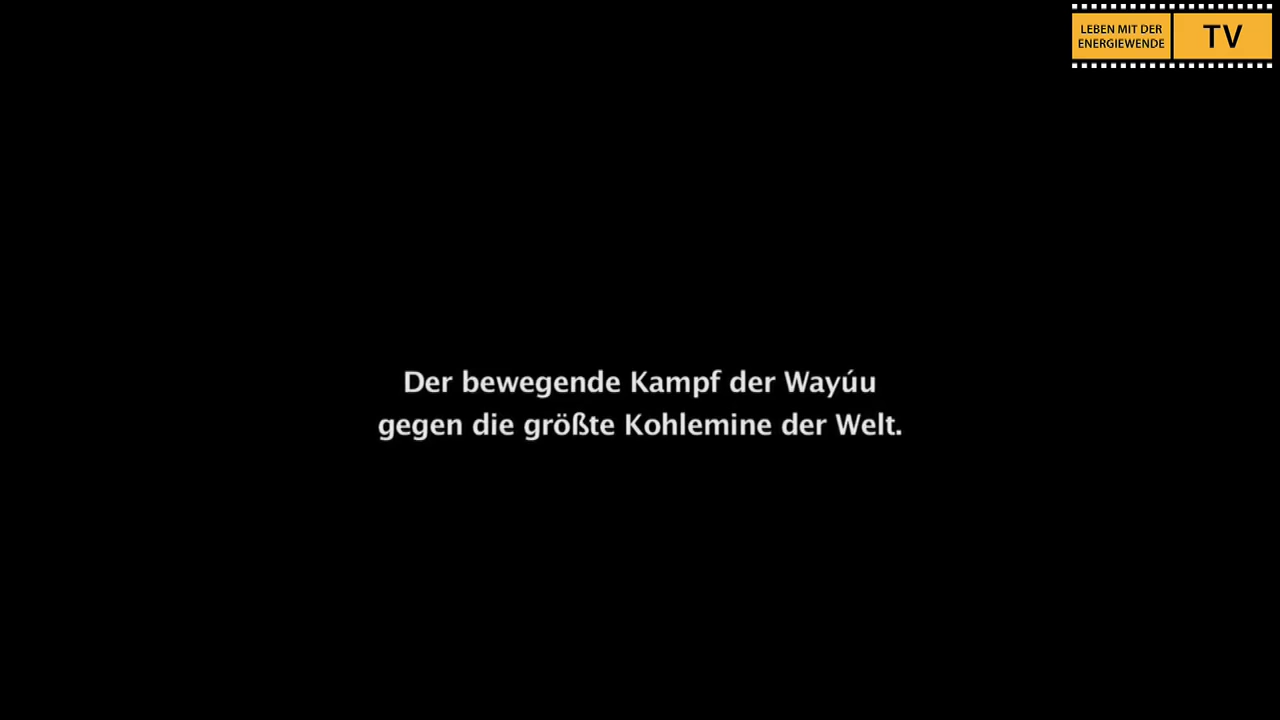 LEBEN MIT DER
ENERGIEWENDE
TV
Der bewegende Kampf der Wayúu
gegen die größte Kohlemine der Welt.